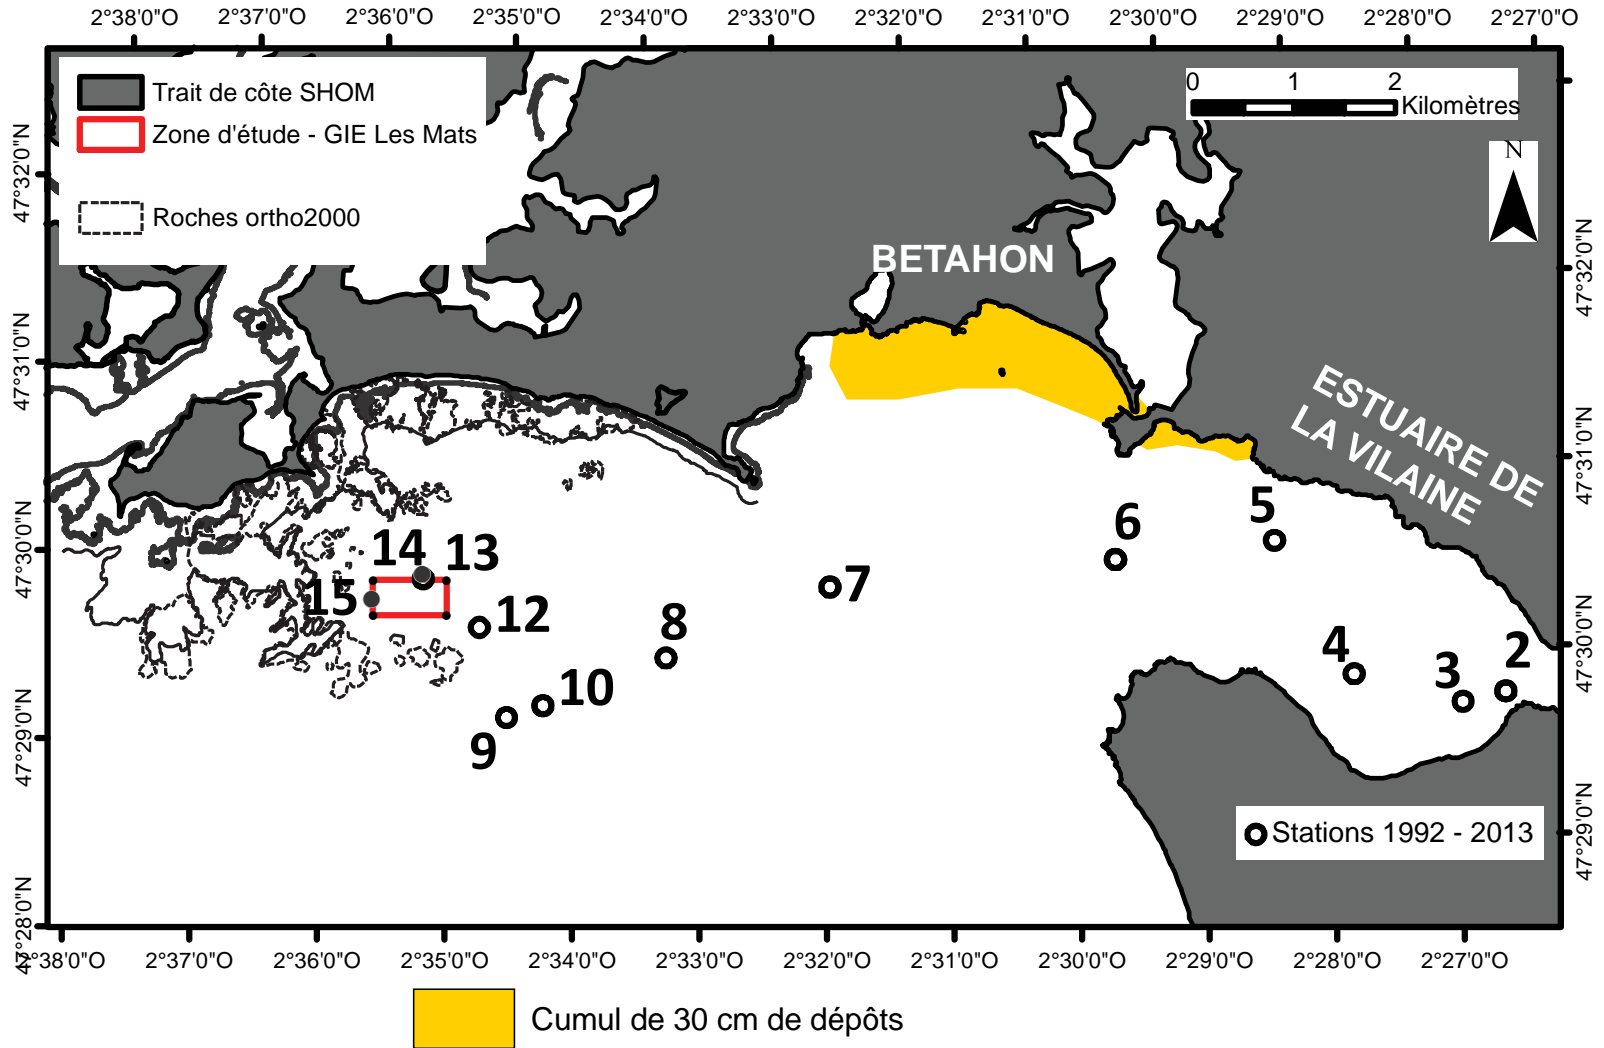 2°38'0"O 2°37'0"O 2°36'0"O 2°35'0"O 2°34'0"O 2°33'0"O 2°32'0"O 2°31'0"O 2°30'0"O 2°29'0"O 2°28'0"O 2°27'0"O
Trait de côte SHOM
Zone d'étude - GIE Les Mats
Roches ortho2000
0 1 2
Kilomètres
N
47°32'0"N
47°31'0"N
47°30'0"N
47°29'0"N
47°28'0"N
47°32'0"N
47°31'0"N
47°30'0"N
47°29'0"N
BETAHON
ESTUAIRE DE
LA VILAINE
14
13
15
12
10
9
8
7
6
5
4
3
2
Stations 1992 - 2013
2°38'0"O 2°37'0"O 2°36'0"O 2°35'0"O 2°34'0"O 2°33'0"O 2°32'0"O 2°31'0"O 2°30'0"O 2°29'0"O 2°28'0"O 2°27'0"O
Cumul de 30 cm de dépôts